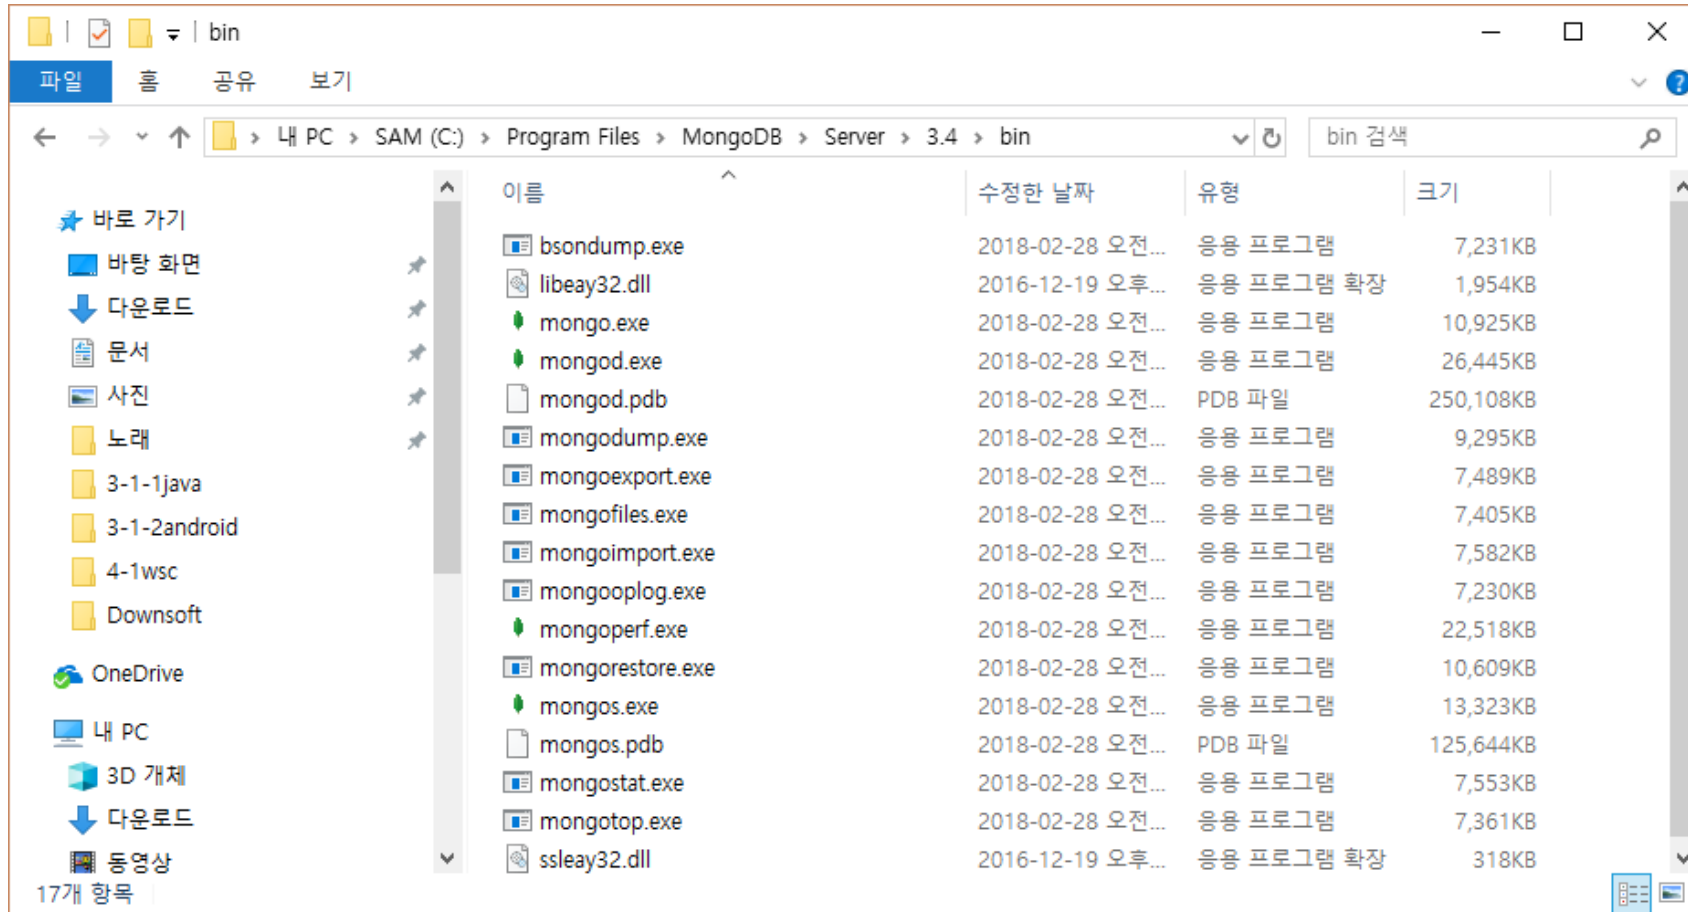 bin
파일 홈 공유 보기
내 PC > SAM (C:) > Program Files > MongoDB > Server > 3.4 > bin
bin 검색
바로 가기
바탕 화면
다운로드
문서
사진
노래
3-1-1java
3-1-2android
4-1wsc
Downsoft
OneDrive
내 PC
3D 개체
다운로드
동영상
이름 수정한 날짜 유형 크기
bsondump.exe 2018-02-28 오전... 응용 프로그램 7,231KB
libeay32.dll 2016-12-19 오후... 응용 프로그램 확장 1,954KB
mongo.exe 2018-02-28 오전... 응용 프로그램 10,925KB
mongod.exe 2018-02-28 오전... 응용 프로그램 26,445KB
mongod.pdb 2018-02-28 오전... PDB 파일 250,108KB
mongodump.exe 2018-02-28 오전... 응용 프로그램 9,295KB
mongoexport.exe 2018-02-28 오전... 응용 프로그램 7,489KB
mongofiles.exe 2018-02-28 오전... 응용 프로그램 7,405KB
mongoimport.exe 2018-02-28 오전... 응용 프로그램 7,582KB
mongooplog.exe 2018-02-28 오전... 응용 프로그램 7,230KB
mongoperf.exe 2018-02-28 오전... 응용 프로그램 22,518KB
mongorestore.exe 2018-02-28 오전... 응용 프로그램 10,609KB
mongos.exe 2018-02-28 오전... 응용 프로그램 13,323KB
mongos.pdb 2018-02-28 오전... PDB 파일 125,644KB
mongostat.exe 2018-02-28 오전... 응용 프로그램 7,553KB
mongotop.exe 2018-02-28 오전... 응용 프로그램 7,361KB
ssleay32.dll 2016-12-19 오후... 응용 프로그램 확장 318KB
17개 항목